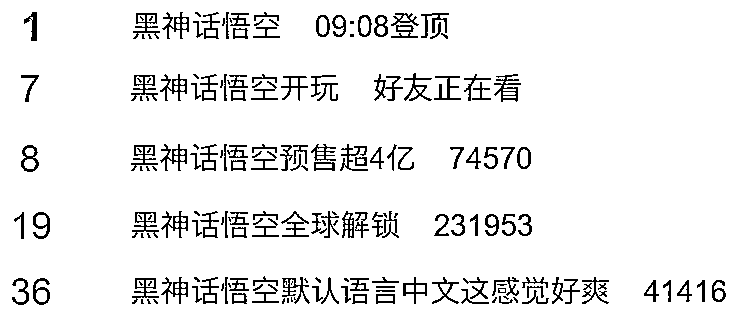 1 黑神话悟空 09:08登顶
7 黑神话悟空开玩 好友正在看
8 黑神话悟空预售超4亿 74570
19 黑神话悟空全球解锁 231953
36 黑神话悟空默认语言中文这感觉好爽 41416